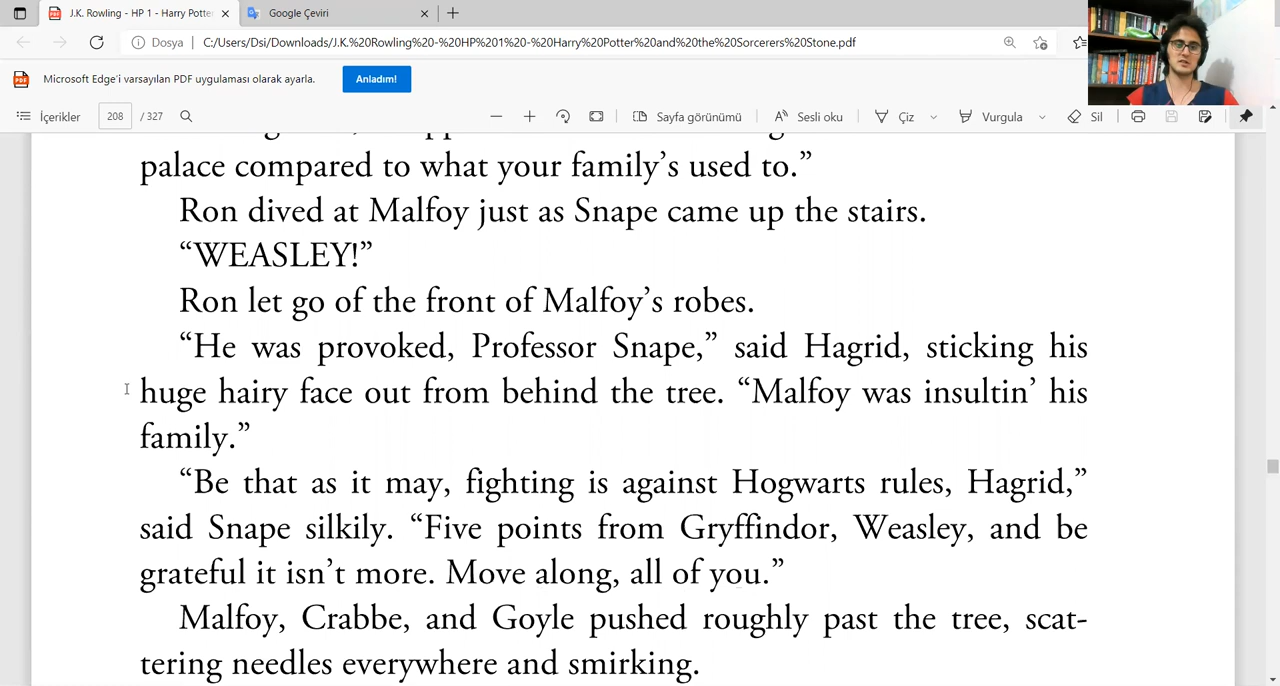 J.K. Rowling - HP 1 - Harry Potter
Google Çeviri
Dosya
C:/Users/Dsi/Downloads/J.K.%20Rowling%20-%20HP%201%20-%20Harry%20Potter%20and%20the%20Sorcerers%20Stone.pdf
Microsoft Edge'i varsayılan PDF uygulaması olarak ayarla.
Anladım!
İçerikler
208 / 327
Sayfa görünümü
Sesli oku
Çiz
Vurgula
Sil
palace compared to what your family’s used to.”
Ron dived at Malfoy just as Snape came up the stairs.
“WEASLEY!”
Ron let go of the front of Malfoy’s robes.
“He was provoked, Professor Snape,” said Hagrid, sticking his
huge hairy face out from behind the tree. “Malfoy was insultin’ his
family.”
“Be that as it may, fighting is against Hogwarts rules, Hagrid,”
said Snape silkily. “Five points from Gryffindor, Weasley, and be
grateful it isn’t more. Move along, all of you.”
Malfoy, Crabbe, and Goyle pushed roughly past the tree, scat-
tering needles everywhere and smirking.